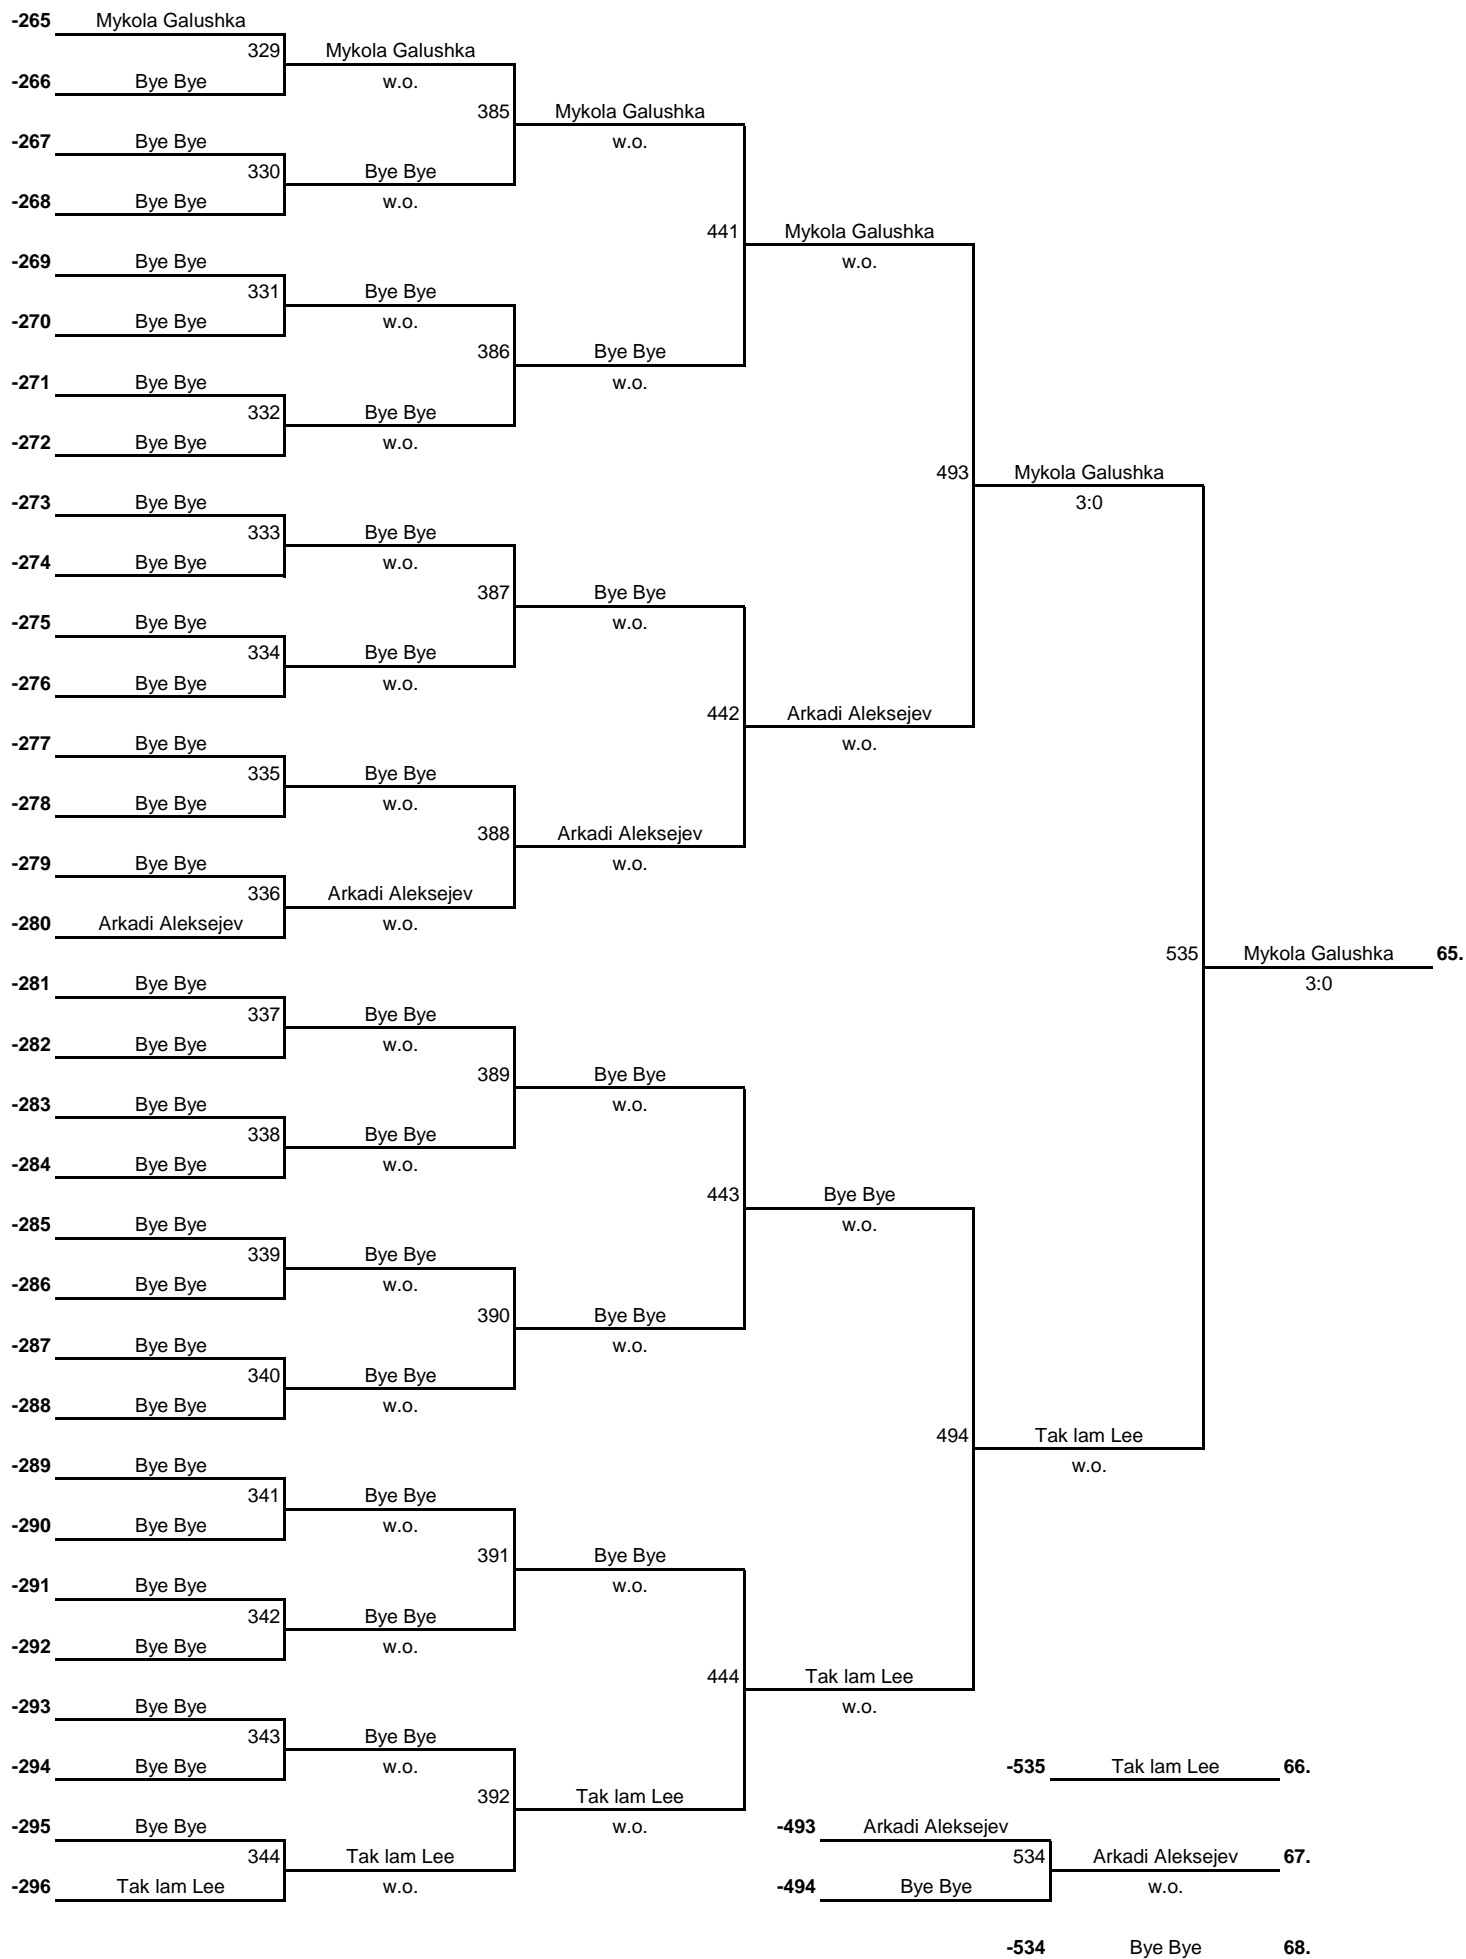 -265 Mykola Galushka
329 Mykola Galushka
-266 Bye Bye w.o.
385 Mykola Galushka
-267 Bye Bye w.o.
330 Bye Bye
-268 Bye Bye w.o.
441 Mykola Galushka
-269 Bye Bye w.o.
331 Bye Bye
-270 Bye Bye w.o.
386 Bye Bye
-271 Bye Bye w.o.
332 Bye Bye
-272 Bye Bye w.o.
493 Mykola Galushka
-273 Bye Bye 3:0
333 Bye Bye
-274 Bye Bye w.o.
387 Bye Bye
-275 Bye Bye w.o.
334 Bye Bye
-276 Bye Bye w.o.
442 Arkadi Aleksejev
-277 Bye Bye w.o.
335 Bye Bye
-278 Bye Bye w.o.
388 Arkadi Aleksejev
-279 Bye Bye w.o.
336 Arkadi Aleksejev
-280 Arkadi Aleksejev w.o.
535 Mykola Galushka 65.
-281 Bye Bye 3:0
337 Bye Bye
-282 Bye Bye w.o.
389 Bye Bye
-283 Bye Bye w.o.
338 Bye Bye
-284 Bye Bye w.o.
443 Bye Bye
-285 Bye Bye w.o.
339 Bye Bye
-286 Bye Bye w.o.
390 Bye Bye
-287 Bye Bye w.o.
340 Bye Bye
-288 Bye Bye w.o.
494 Tak lam Lee
-289 Bye Bye w.o.
341 Bye Bye
-290 Bye Bye w.o.
391 Bye Bye
-291 Bye Bye w.o.
342 Bye Bye
-292 Bye Bye w.o.
444 Tak lam Lee
-293 Bye Bye w.o.
343 Bye Bye
-294 Bye Bye w.o. -535 Tak lam Lee 66.
392 Tak lam Lee
-295 Bye Bye w.o. -493 Arkadi Aleksejev
344 Tak lam Lee 534 Arkadi Aleksejev 67.
-296 Tak lam Lee w.o. -494 Bye Bye w.o.
-534 Bye Bye 68.